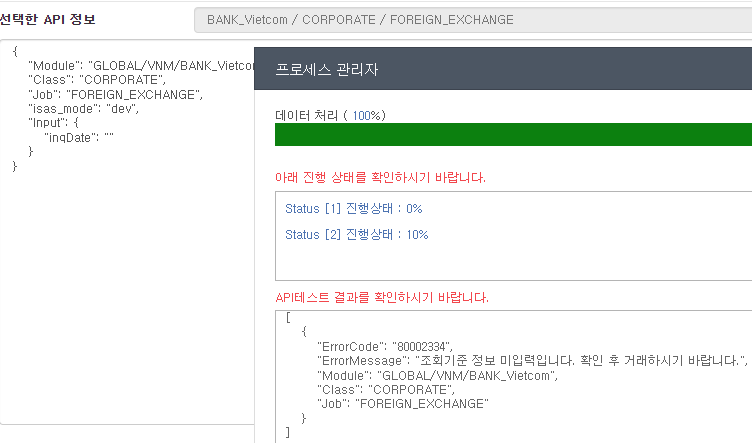 선택한 API 정보
BANK_Vietcom / CORPORATE / FOREIGN_EXCHANGE
{
"Module": "GLOBAL/VNM/BANK_Vietcom
"Class": "CORPORATE",
"Job": "FOREIGN_EXCHANGE",
"isas_mode": "dev",
"Input": {
"inqDate": ""
}
}
프로세스 관리자
데이터 처리 ( 100%)
아래 진행 상태를 확인하시기 바랍니다.
Status [1] 진행상태 : 0%
Status [2] 진행상태 : 10%
API테스트 결과를 확인하시기 바랍니다.
[
{
"ErrorCode": "80002334",
"ErrorMessage": "조회기준 정보 미입력입니다. 확인 후 거래하시기 바랍니다.",
"Module": "GLOBAL/VNM/BANK_Vietcom",
"Class": "CORPORATE",
"Job": "FOREIGN_EXCHANGE"
}
]